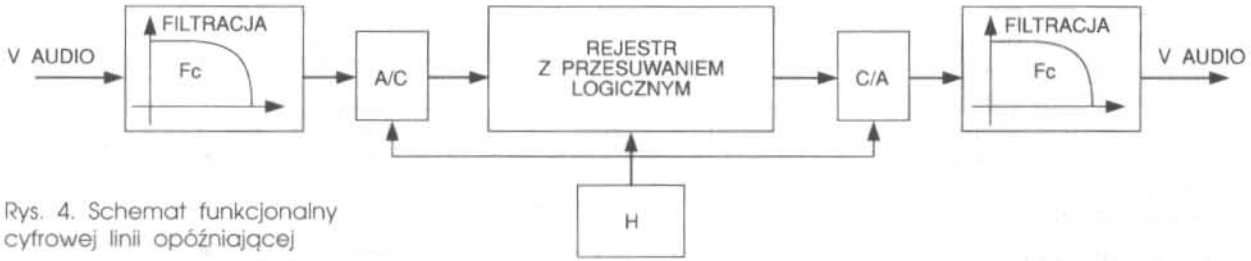 V AUDIO
FILTRACJA
Fc
A/C
REJESTR
Z PRZESUWANIEM
LOGICZNYM
C/A
FILTRACJA
Fc
V AUDIO
H
Rys. 4. Schemat funkcjonalny
cyfrowej linii opóźniającej